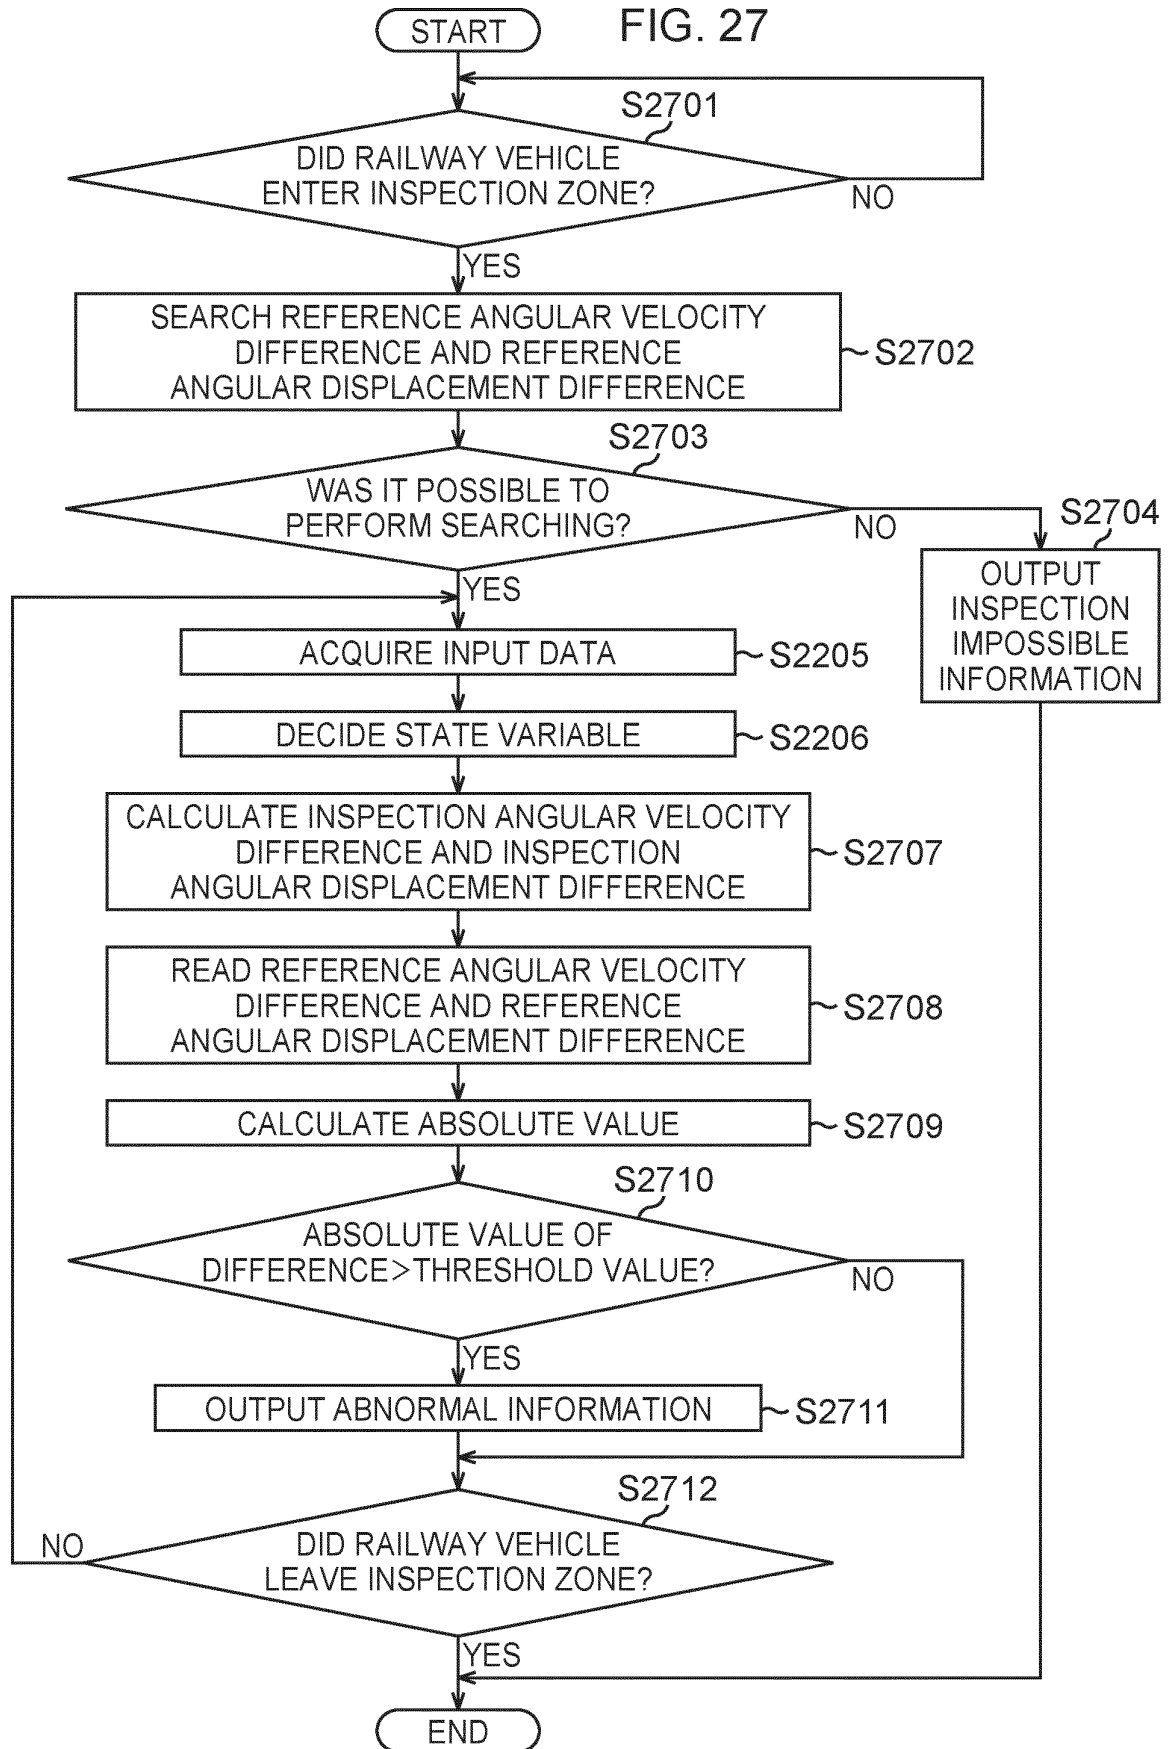 FIG. 27
START
S2701
DID RAILWAY VEHICLE
ENTER INSPECTION ZONE?
NO
YES
SEARCH REFERENCE ANGULAR VELOCITY
DIFFERENCE AND REFERENCE
ANGULAR DISPLACEMENT DIFFERENCE
S2702
S2703
WAS IT POSSIBLE TO
PERFORM SEARCHING?
NO
S2704
OUTPUT
INSPECTION
IMPOSSIBLE
INFORMATION
YES
ACQUIRE INPUT DATA
S2205
DECIDE STATE VARIABLE
S2206
CALCULATE INSPECTION ANGULAR VELOCITY
DIFFERENCE AND INSPECTION
ANGULAR DISPLACEMENT DIFFERENCE
S2707
READ REFERENCE ANGULAR VELOCITY
DIFFERENCE AND REFERENCE
ANGULAR DISPLACEMENT DIFFERENCE
S2708
CALCULATE ABSOLUTE VALUE
S2709
S2710
ABSOLUTE VALUE OF
DIFFERENCE>THRESHOLD VALUE?
NO
YES
OUTPUT ABNORMAL INFORMATION
S2711
S2712
DID RAILWAY VEHICLE
LEAVE INSPECTION ZONE?
NO
YES
END